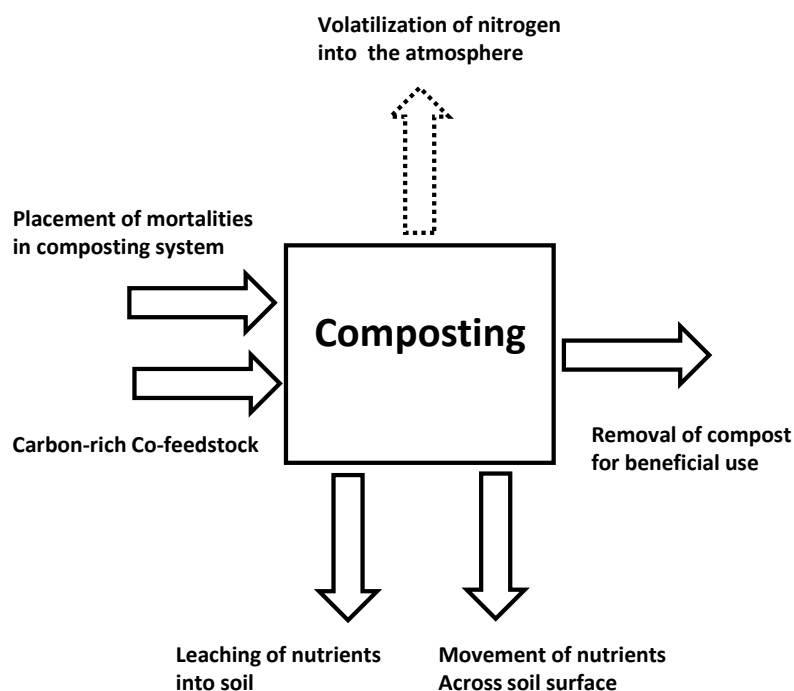 Volatilization of nitrogen
into the atmosphere
Placement of mortalities
in composting system
Composting
Carbon-rich Co-feedstock
Removal of compost
for beneficial use
Leaching of nutrients
into soil
Movement of nutrients
Across soil surface